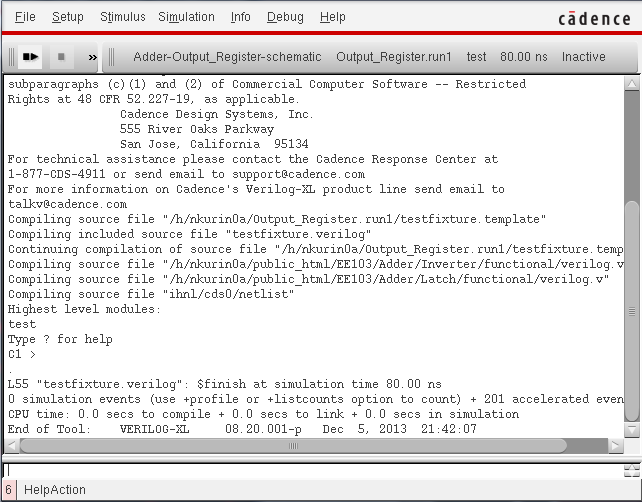 File Setup Stimulus Simulation Info Debug Help
cādence
» Adder-Output_Register-schematic Output_Register.run1 test 80.00 ns Inactive
subparagraphs (c)(1) and (2) of Commercial Computer Software -- Restricted
Rights at 48 CFR 52.227-19, as applicable.
Cadence Design Systems, Inc.
555 River Oaks Parkway
San Jose, California 95134
For technical assistance please contact the Cadence Response Center at
1-877-CDS-4911 or send email to support@cadence.com
For more information on Cadence's Verilog-XL product line send email to
talkv@cadence.com
Compiling source file "/h/nkurin0a/Output_Register.run1/testfixture.template"
Compiling included source file "testfixture.verilog"
Continuing compilation of source file "/h/nkurin0a/Output_Register.run1/testfixture.temp
Compiling source file "/h/nkurin0a/public_html/EE103/Adder/Inverter/functional/verilog.v
Compiling source file "/h/nkurin0a/public_html/EE103/Adder/Latch/functional/verilog.v"
Compiling source file "ihnl/cds0/netlist"
Highest level modules:
test
Type ? for help
C1 >
.
L55 "testfixture.verilog": $finish at simulation time 80.00 ns
0 simulation events (use +profile or +listcounts option to count) + 201 accelerated even
CPU time: 0.0 secs to compile + 0.0 secs to link + 0.0 secs in simulation
End of Tool: VERILOG-XL 08.20.001-p Dec 5, 2013 21:42:07
6 HelpAction